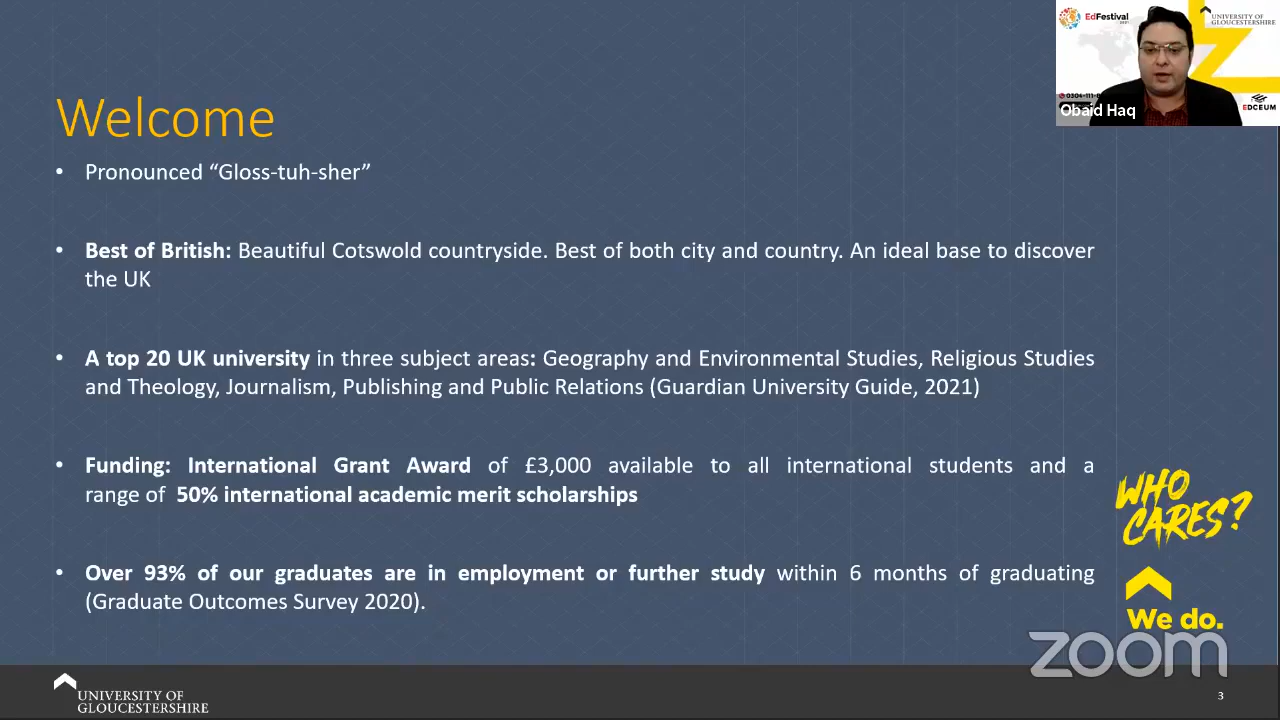 EdFestival
2021
UNIVERSITY OF
GLOUCESTERSHIRE
0304-111-
EDCEUM
Obaid Haq
Welcome
• Pronounced “Gloss-tuh-sher”
• Best of British: Beautiful Cotswold countryside. Best of both city and country. An ideal base to discover
the UK
• A top 20 UK university in three subject areas: Geography and Environmental Studies, Religious Studies
and Theology, Journalism, Publishing and Public Relations (Guardian University Guide, 2021)
• Funding: International Grant Award of £3,000 available to all international students and a
range of 50% international academic merit scholarships
• Over 93% of our graduates are in employment or further study within 6 months of graduating
(Graduate Outcomes Survey 2020).
WHO
CARES?
We do.
zoom
UNIVERSITY OF
GLOUCESTERSHIRE
3